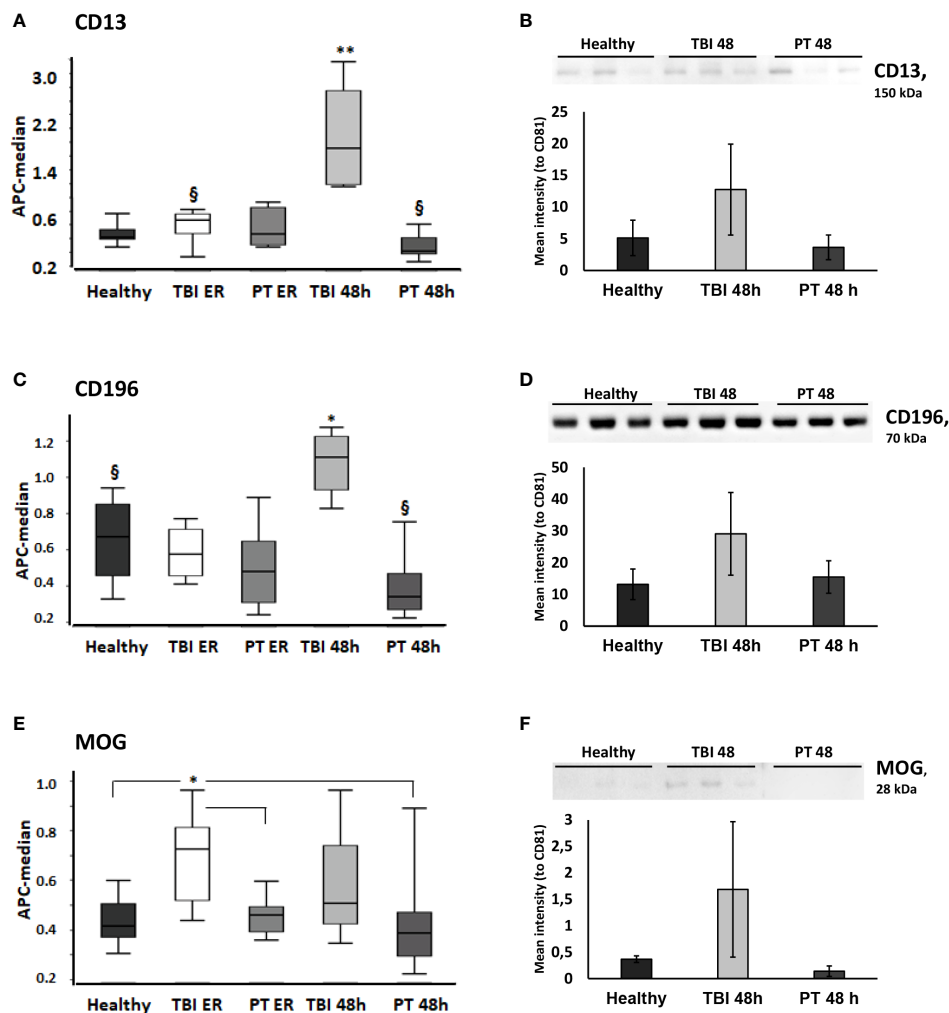 A
CD13
**
§
§
APC-median
3.0
2.2
1.4
0.6
0.2
Healthy TBI ER PT ER TBI 48h PT 48h
B
Healthy TBI 48 PT 48
CD13,
150 kDa
Mean intensity (to CD81)
25
20
15
10
5
0
Healthy TBI 48h PT 48 h
C
CD196
*
§
§
APC-median
1.2
1.0
0.8
0.6
0.4
0.2
Healthy TBI ER PT ER TBI 48h PT 48h
D
Healthy TBI 48 PT 48
CD196,
70 kDa
Mean intensity (to CD81)
50
40
30
20
10
0
Healthy TBI 48h PT 48 h
E
MOG
*
APC-median
1.0
0.8
0.6
0.4
0.2
Healthy TBI ER PT ER TBI 48h PT 48h
F
Healthy TBI 48 PT 48
MOG,
28 kDa
Mean intensity (to CD81)
3
2,5
2
1,5
1
0,5
0
Healthy TBI 48h PT 48 h